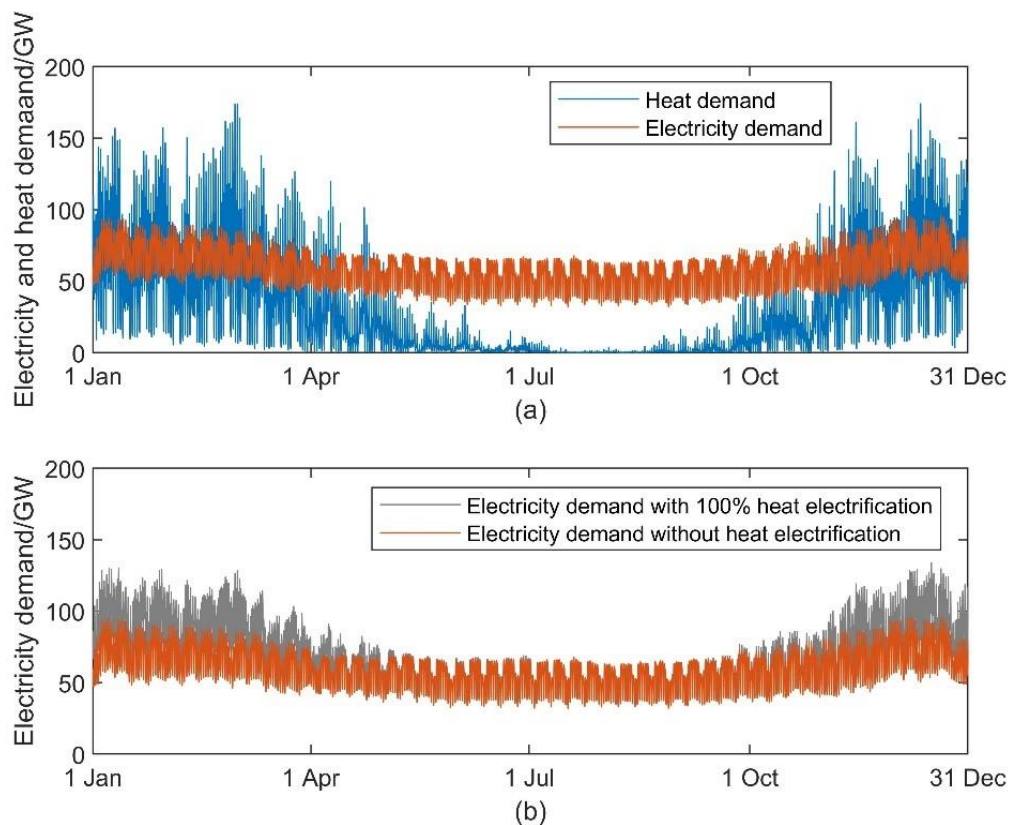 Electricity and heat demaand/GW
200
150
100
50
0
Heat demand
Electricity demand
1 Jan
1 Apr
1 Jul
1 Oct
31 Dec
(a)
Electricity demand/GW
200
150
100
50
0
Electricity demand with 100% heat electrification
Electricity demand without heat electrification
1 Jan
1 Apr
1 Jul
1 Oct
31 Dec
(b)